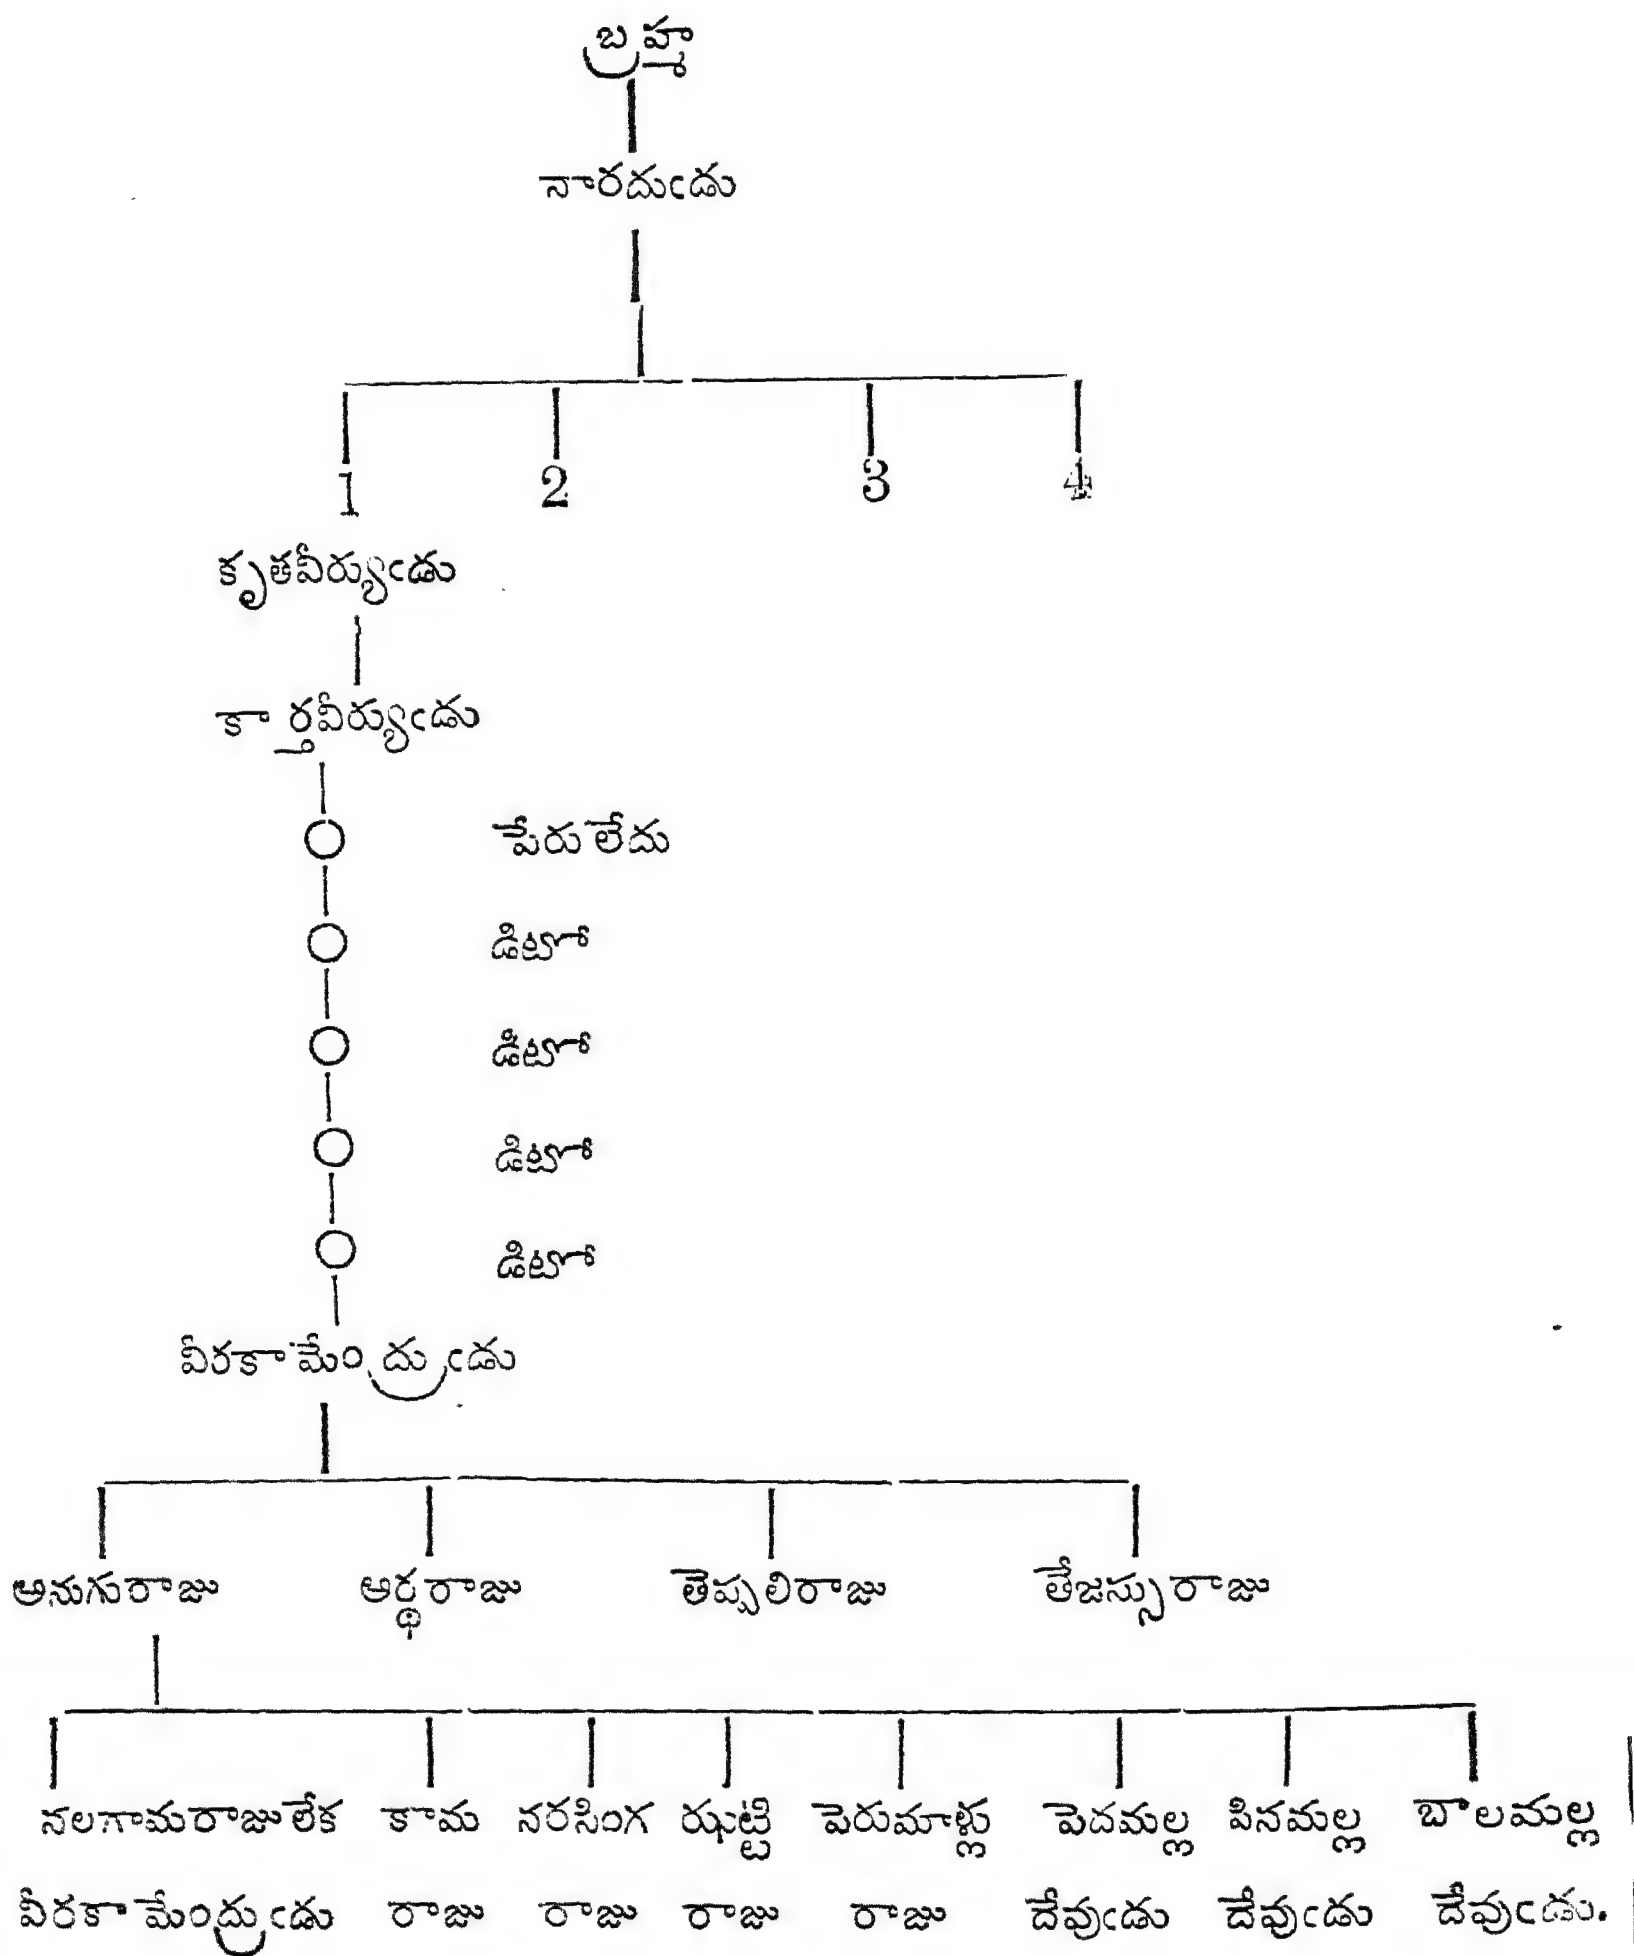 బ్రహ్మ
నారదుఁడు
1 2 3 4
కృతవీర్యుఁడు
కార్తవీర్యుఁడు
పేరులేదు
డిటో
డిటో
డిటో
డిటో
వీరకామేంద్రుఁడు
అనుగురాజు ఆర్థరాజు తెప్పలిరాజు తేజస్సురాజు
నలగామరాజులేక కామ నరసింగ ఝట్టి పెరుమాళ్లు పెదమల్ల పినమల్ల బాలమల్ల
వీరకామేంద్రుఁడు రాజు రాజు రాజు రాజు దేవుఁడు దేవుఁడు దేవుఁడు.